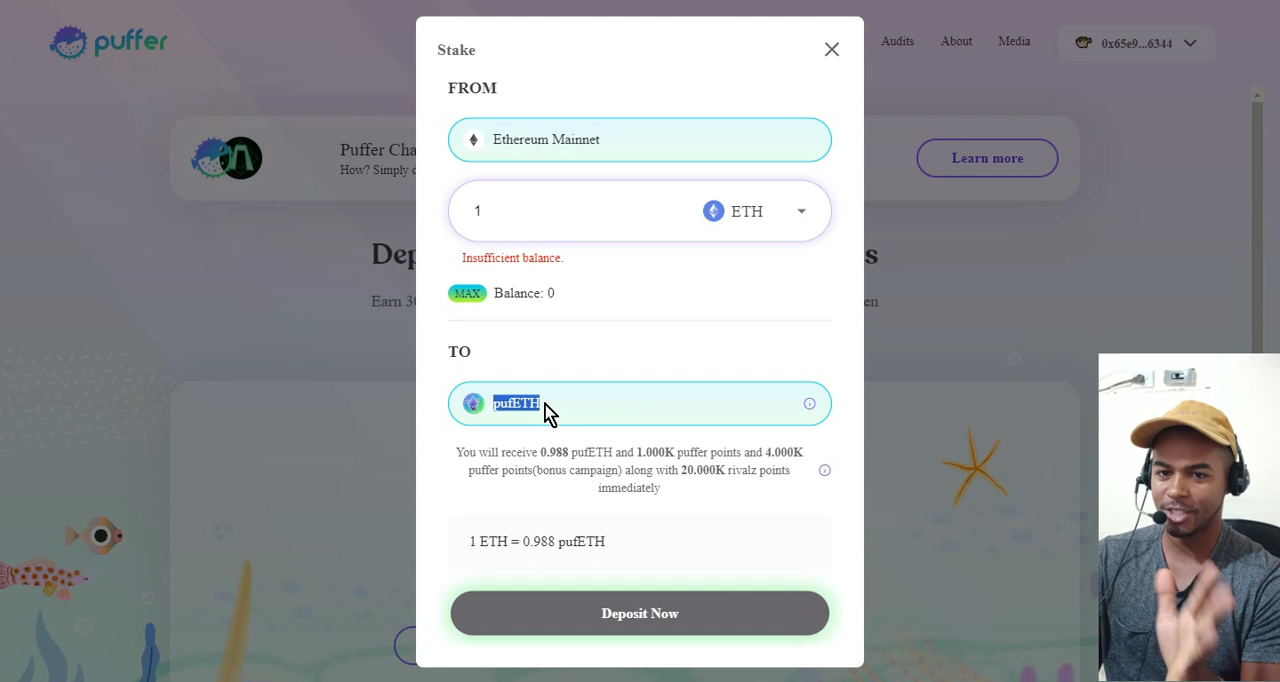 puffer
Audits
About
Media
0x65e9...6344
Puffer Cha
How? Simply d
Learn more
Dep
s
Earn 30
en
Stake
FROM
Ethereum Mainnet
1
ETH
Insufficient balance.
MAX
Balance: 0
TO
pufETH
You will receive 0.988 pufETH and 1.000K puffer points and 4.000K
puffer points(bonus campaign) along with 20.000K rivalz points
immediately
1 ETH = 0.988 pufETH
Deposit Now